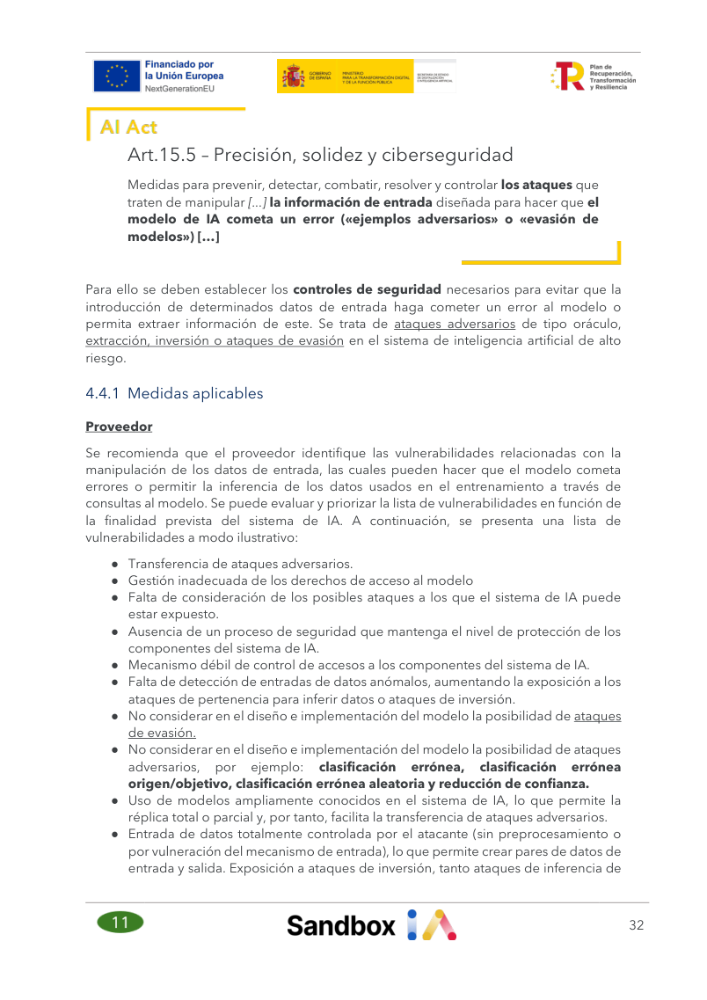 Financiado por
la Unión Europea
NextGenerationEU
GOBIERNO
DE ESPAÑA
MINISTERIO
PARA LA TRANSFORMACIÓN DIGITAL
Y DE LA FUNCIÓN PÚBLICA
SECRETARÍA DE ESTADO
DE DIGITALIZACIÓN
E INTELIGENCIA ARTIFICIAL
Plan de
Recuperación,
Transformación
y Resiliencia
AI Act
Art.15.5 – Precisión, solidez y ciberseguridad
Medidas para prevenir, detectar, combatir, resolver y controlar los ataques que
traten de manipular [...] la información de entrada diseñada para hacer que el
modelo de IA cometa un error («ejemplos adversarios» o «evasión de
modelos») [...]
Para ello se deben establecer los controles de seguridad necesarios para evitar que la
introducción de determinados datos de entrada haga cometer un error al modelo o
permita extraer información de este. Se trata de ataques adversarios de tipo oráculo,
extracción, inversión o ataques de evasión en el sistema de inteligencia artificial de alto
riesgo.
4.4.1 Medidas aplicables
Proveedor
Se recomienda que el proveedor identifique las vulnerabilidades relacionadas con la
manipulación de los datos de entrada, las cuales pueden hacer que el modelo cometa
errores o permitir la inferencia de los datos usados en el entrenamiento a través de
consultas al modelo. Se puede evaluar y priorizar la lista de vulnerabilidades en función de
la finalidad prevista del sistema de IA. A continuación, se presenta una lista de
vulnerabilidades a modo ilustrativo:
● Transferencia de ataques adversarios.
● Gestión inadecuada de los derechos de acceso al modelo
● Falta de consideración de los posibles ataques a los que el sistema de IA puede
estar expuesto.
● Ausencia de un proceso de seguridad que mantenga el nivel de protección de los
componentes del sistema de IA.
● Mecanismo débil de control de accesos a los componentes del sistema de IA.
● Falta de detección de entradas de datos anómalos, aumentando la exposición a los
ataques de pertenencia para inferir datos o ataques de inversión.
● No considerar en el diseño e implementación del modelo la posibilidad de ataques
de evasión.
● No considerar en el diseño e implementación del modelo la posibilidad de ataques
adversarios, por ejemplo: clasificación errónea, clasificación errónea
origen/objetivo, clasificación errónea aleatoria y reducción de confianza.
● Uso de modelos ampliamente conocidos en el sistema de IA, lo que permite la
réplica total o parcial y, por tanto, facilita la transferencia de ataques adversarios.
● Entrada de datos totalmente controlada por el atacante (sin preprocesamiento o
por vulneración del mecanismo de entrada), lo que permite crear pares de datos de
entrada y salida. Exposición a ataques de inversión, tanto ataques de inferencia de
11
Sandbox IA
32